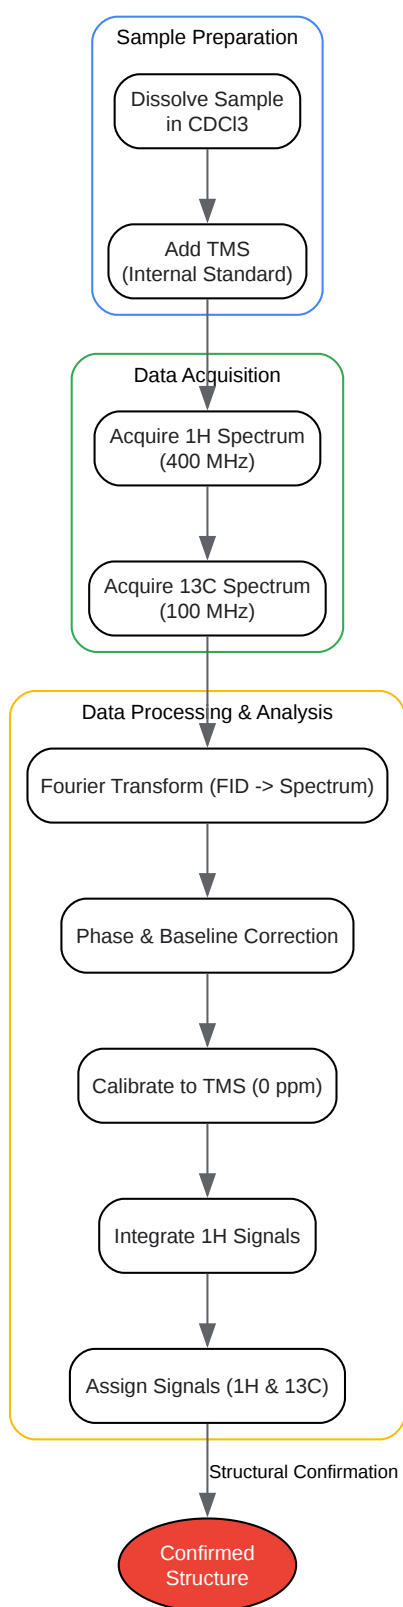 Sample Preparation
Dissolve Sample
in CDCl3
Add TMS
(Internal Standard)
Data Acquisition
Acquire 1H Spectrum
(400 MHz)
Acquire 13C Spectrum
(100 MHz)
Data Processing & Analysis
Fourier Transform (FID -> Spectrum)
Phase & Baseline Correction
Calibrate to TMS (0 ppm)
Integrate 1H Signals
Assign Signals (1H & 13C)
Structural Confirmation
Confirmed
Structure